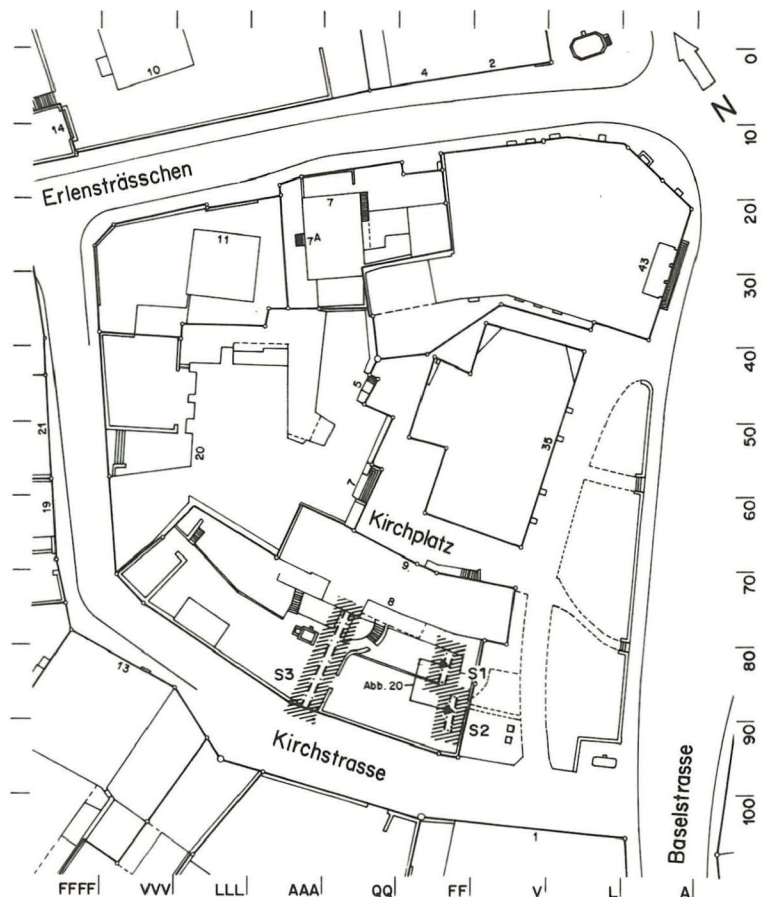 10
4
2
14
N
0
10
20
30
40
50
60
70
80
90
100
Erlensträsschen
7
7A
11
43
5
21
20
35
19
7
Kirchplatz
9
8
S3
S1
Abb. 20
S2
13
Kirchstrasse
Baselstrasse
1
FFFF
VVV
LLL
AAA
QQ
FF
V
L
A